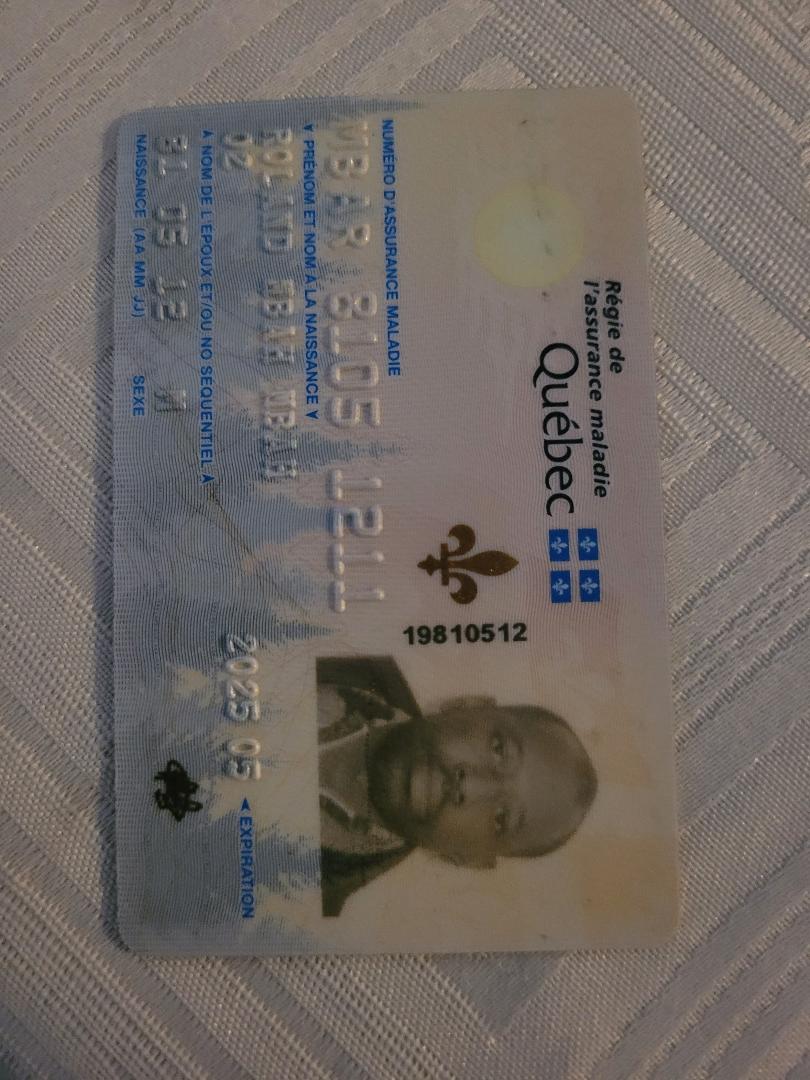 Régie de
l'assurance maladie
Québec
NUMÉRO D'ASSURANCE MALADIE
MBAR 8105 1211
19810512
▼ PRÉNOM ET NOM À LA NAISSANCE ▼
ROLAND MBAH MBAH
02
2025 05
◄ EXPIRATION
▲ NOM DE L'ÉPOUX ET/OU NO SÉQUENTIEL ▲
81 05 12 M
NAISSANCE (AA MM JJ) SEXE